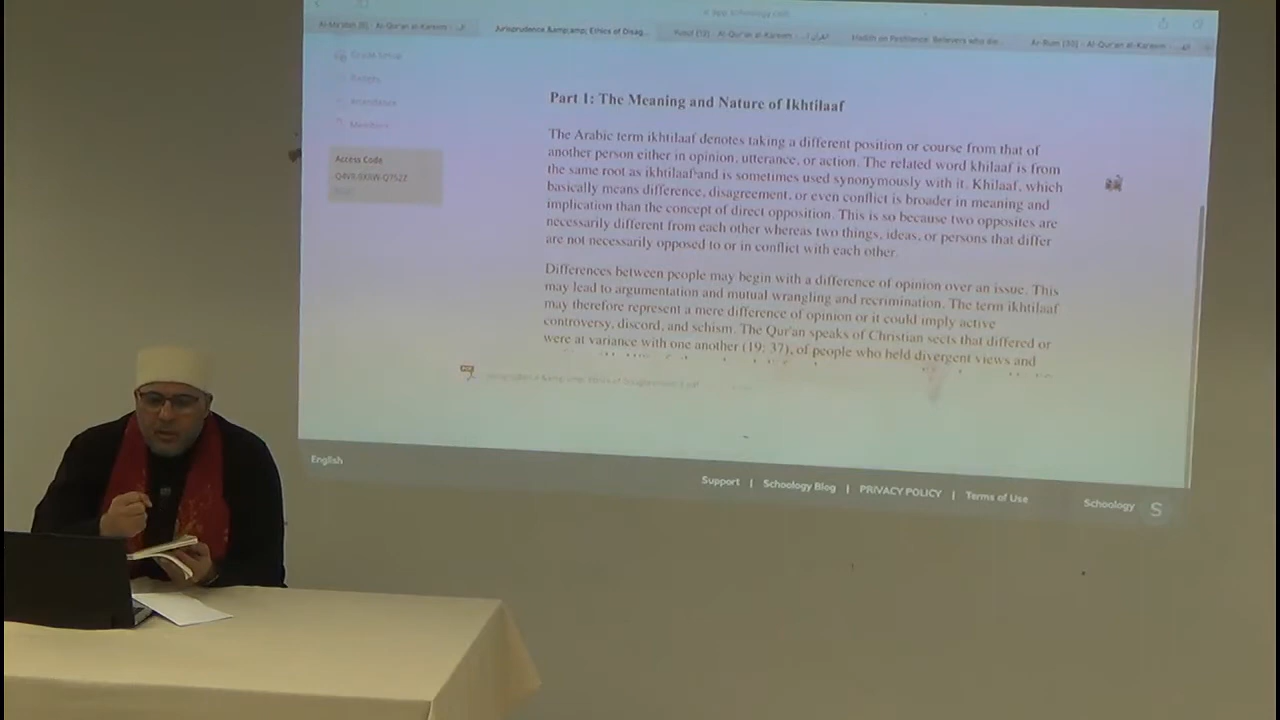 Jurisprudence &amp;amp; Ethics of Disag...
Attendance
Members
Access Code
Part 1: The Meaning and Nature of Ikhtilaaf
The Arabic term ikhtilaaf denotes taking a different position or course from that of
another person either in opinion, utterance, or action. The related word khilaaf is from
the same root as ikhtilaaf and is sometimes used synonymously with it. Khilaaf, which
basically means difference, disagreement, or even conflict is broader in meaning and
implication than the concept of direct opposition. This is so because two opposites are
necessarily different from each other whereas two things, ideas, or persons that differ
are not necessarily opposed to or in conflict with each other.
Differences between people may begin with a difference of opinion over an issue. This
may lead to argumentation and mutual wrangling and recrimination. The term ikhtilaaf
may therefore represent a mere difference of opinion or it could imply active
controversy, discord, and schism. The Qur'an speaks of Christian sects that differed or
were at variance with one another (19: 37), of people who held divergent views and
English
Support | Schoology Blog | PRIVACY POLICY | Terms of Use
Schoology S